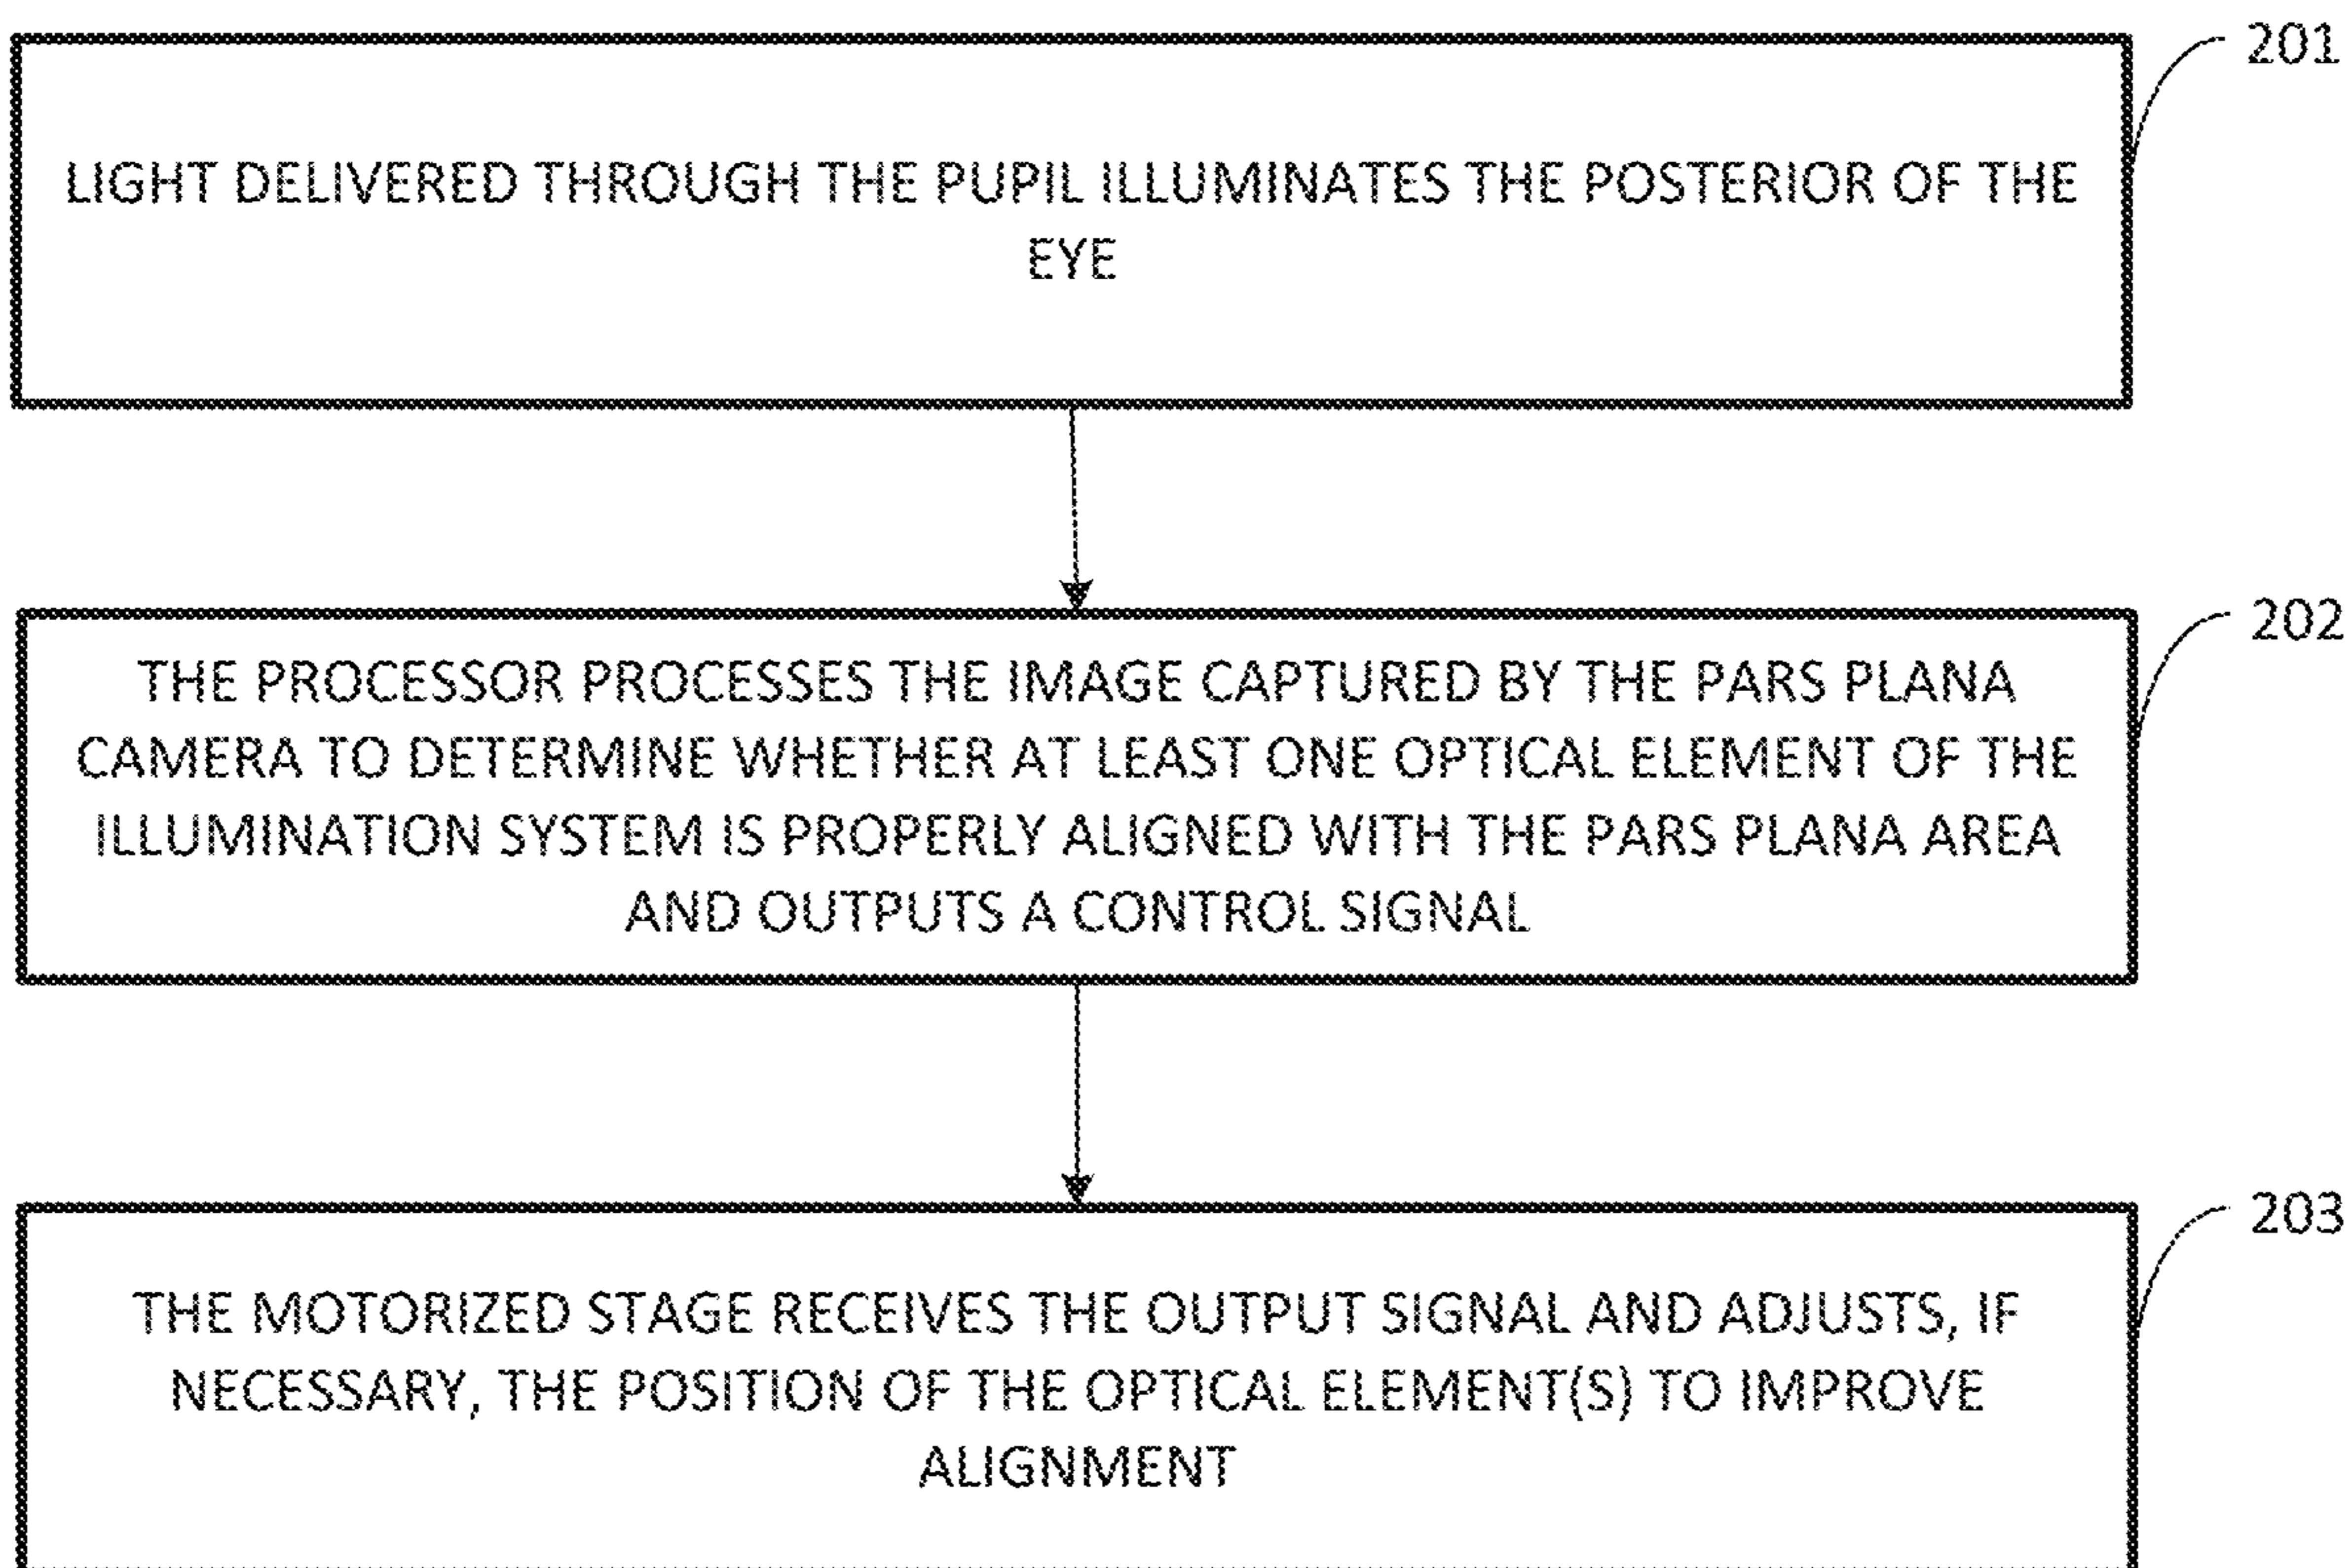 201
LIGHT DELIVERED THROUGH THE PUPIL ILLUMINATES THE POSTERIOR OF THE
EYE
202
THE PROCESSOR PROCESSES THE IMAGE CAPTURED BY THE PARS PLANA
CAMERA TO DETERMINE WHETHER AT LEAST ONE OPTICAL ELEMENT OF THE
ILLUMINATION SYSTEM IS PROPERLY ALIGNED WITH THE PARS PLANA AREA
AND OUTPUTS A CONTROL SIGNAL
203
THE MOTORIZED STAGE RECEIVES THE OUTPUT SIGNAL AND ADJUSTS, IF
NECESSARY, THE POSITION OF THE OPTICAL ELEMENT(S) TO IMPROVE
ALIGNMENT